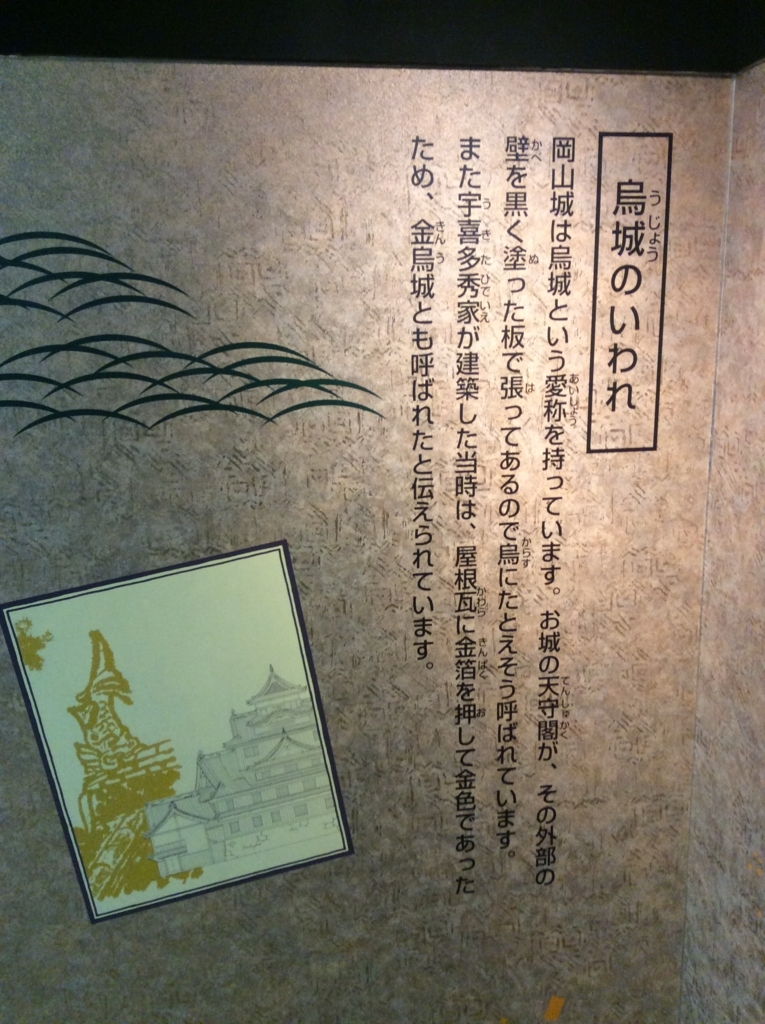 烏城のいわれ
岡山城は烏城という愛称を持っています。お城の天守閣が、その外部の
壁を黒く塗った板で張ってあるので烏にたとえそう呼ばれています。
また宇喜多秀家が建築した当時は、屋根瓦に金箔を押して金色であった
ため、金烏城とも呼ばれたと伝えられています。